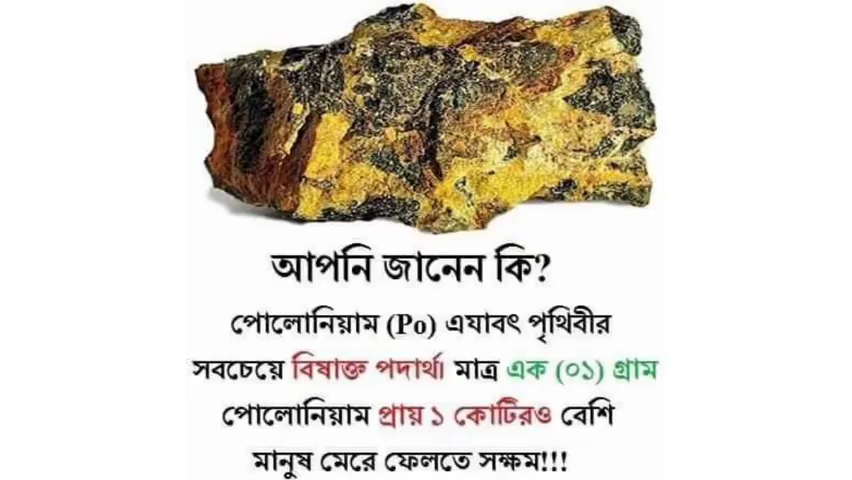 আপনি জানেন কি?
পোলোনিয়াম (Po) এযাবৎ পৃথিবীর
সবচেয়ে বিষাক্ত পদার্থ। মাত্র এক (০১) গ্রাম
পোলোনিয়াম প্রায় ১ কোটিরও বেশি
মানুষ মেরে ফেলতে সক্ষম!!!